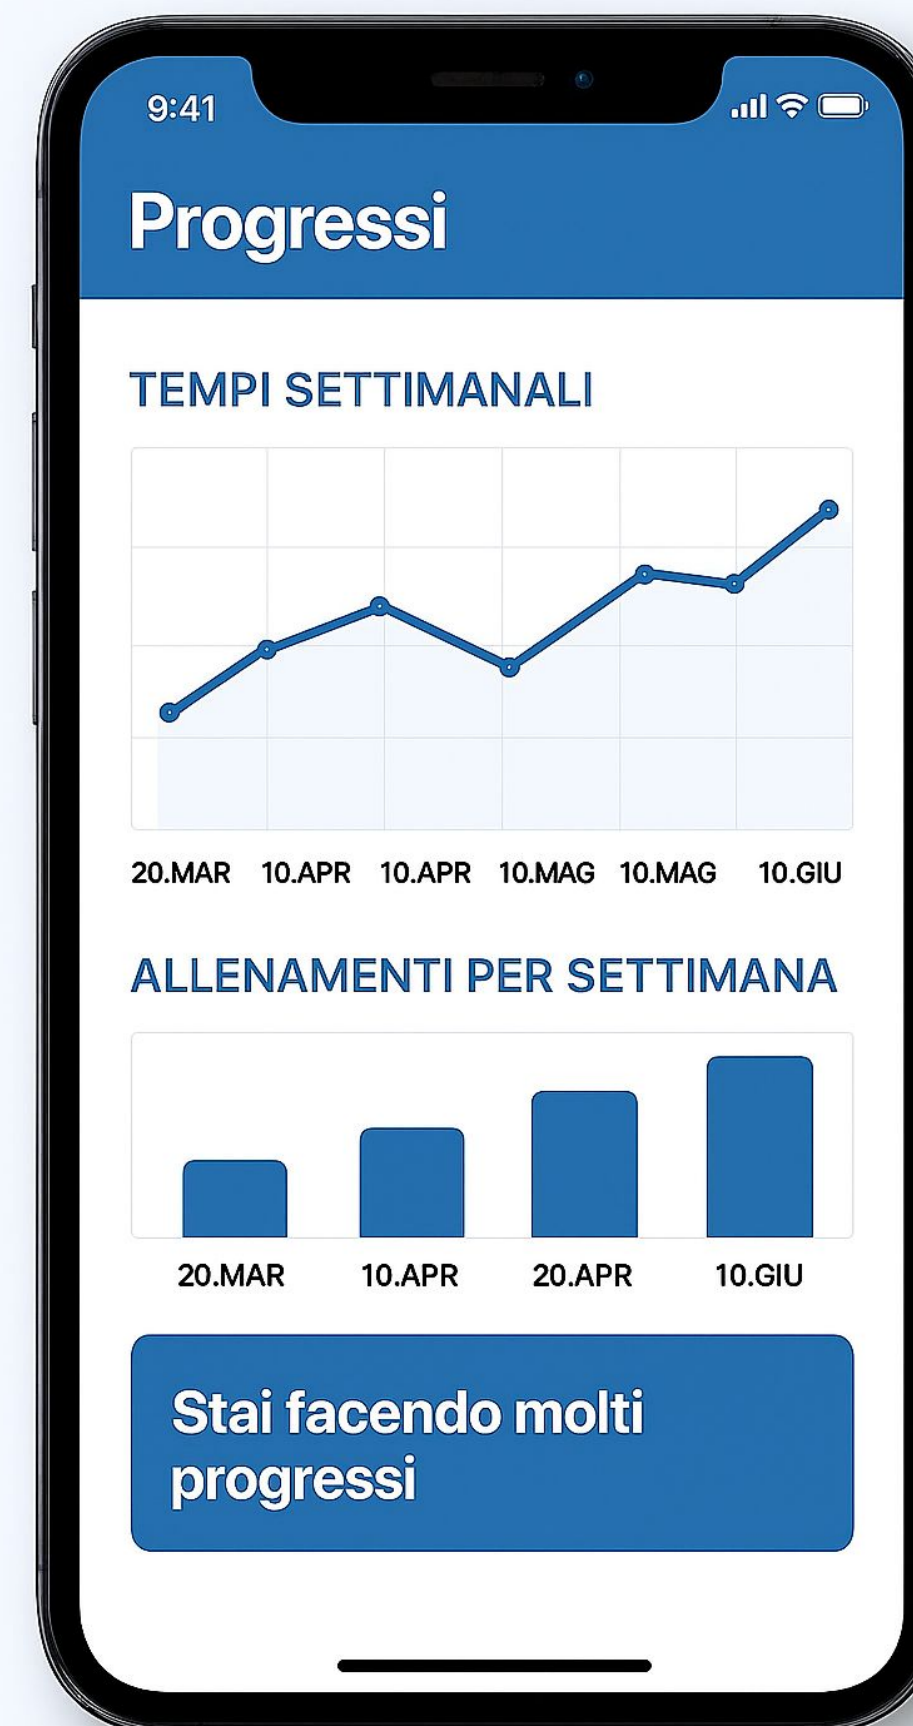 9:41
Progressi
TEMPI SETTIMANALI
20.MAR 10.APR 10.APR 10.MAG 10.MAG 10.GIU
ALLENAMENTI PER SETTIMANA
20.MAR 10.APR 20.APR 10.GIU
Stai facendo molti
progressi